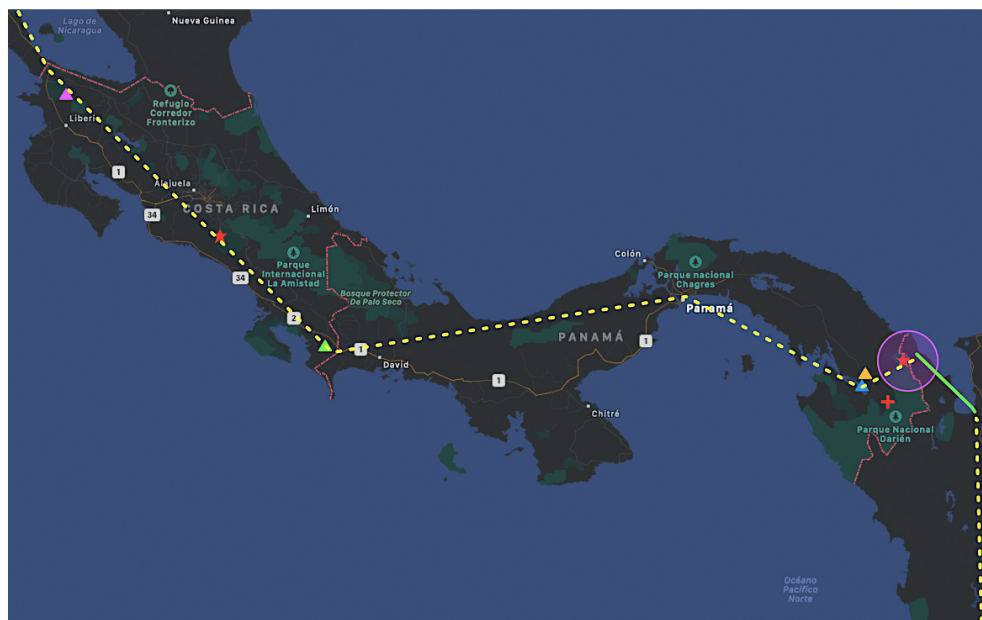 Lago de
Nicaragua
Nueva Guinea
Refugio
Corredor
Fronterizo
Liberia
1
Alajuela
34
COSTA RICA
Limón
34
Parque
Internacional
La Amistad
Bosque Protector
De Palo Seco
2
1
David
Colón
Parque nacional
Chagres
Panamá
PANAMÁ
1
1
Chitré
Parque Nacional
Darién
Océano
Pacífico
Norte